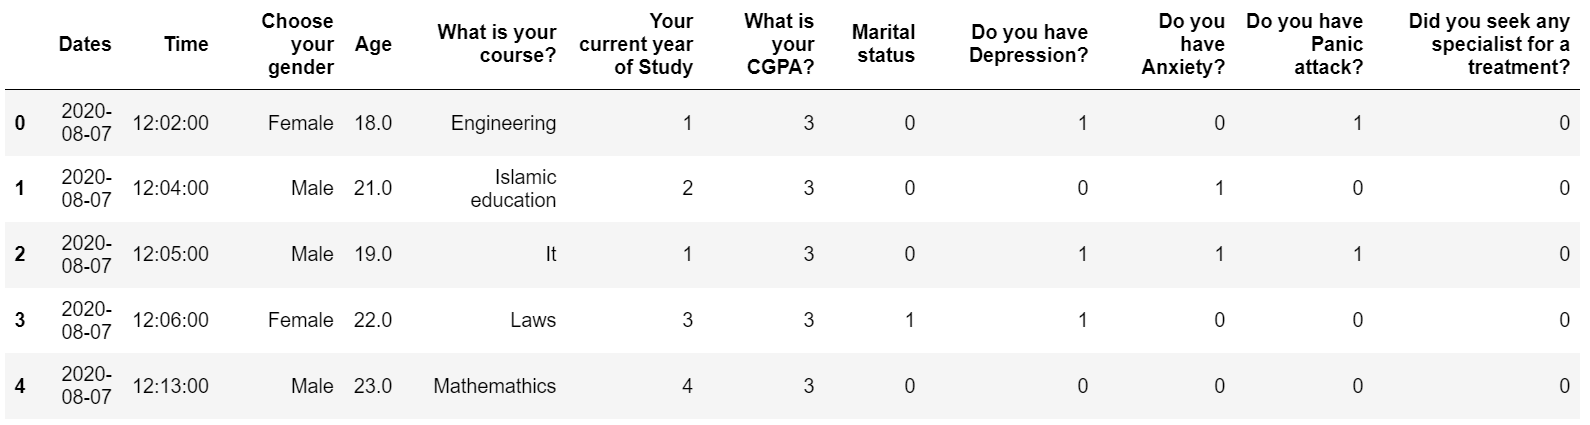 Dates Time Choose your gender Age What is your course? Your current year of Study What is your CGPA? Marital status Do you have Depression? Do you have Anxiety? Do you have Panic attack? Did you seek any specialist for a treatment?
0 2020-08-07 12:02:00 Female 18.0 Engineering 1 3 0 1 0 1 0
1 2020-08-07 12:04:00 Male 21.0 Islamic education 2 3 0 0 1 0 0
2 2020-08-07 12:05:00 Male 19.0 It 1 3 0 1 1 1 0
3 2020-08-07 12:06:00 Female 22.0 Laws 3 3 1 1 0 0 0
4 2020-08-07 12:13:00 Male 23.0 Mathemathics 4 3 0 0 0 0 0